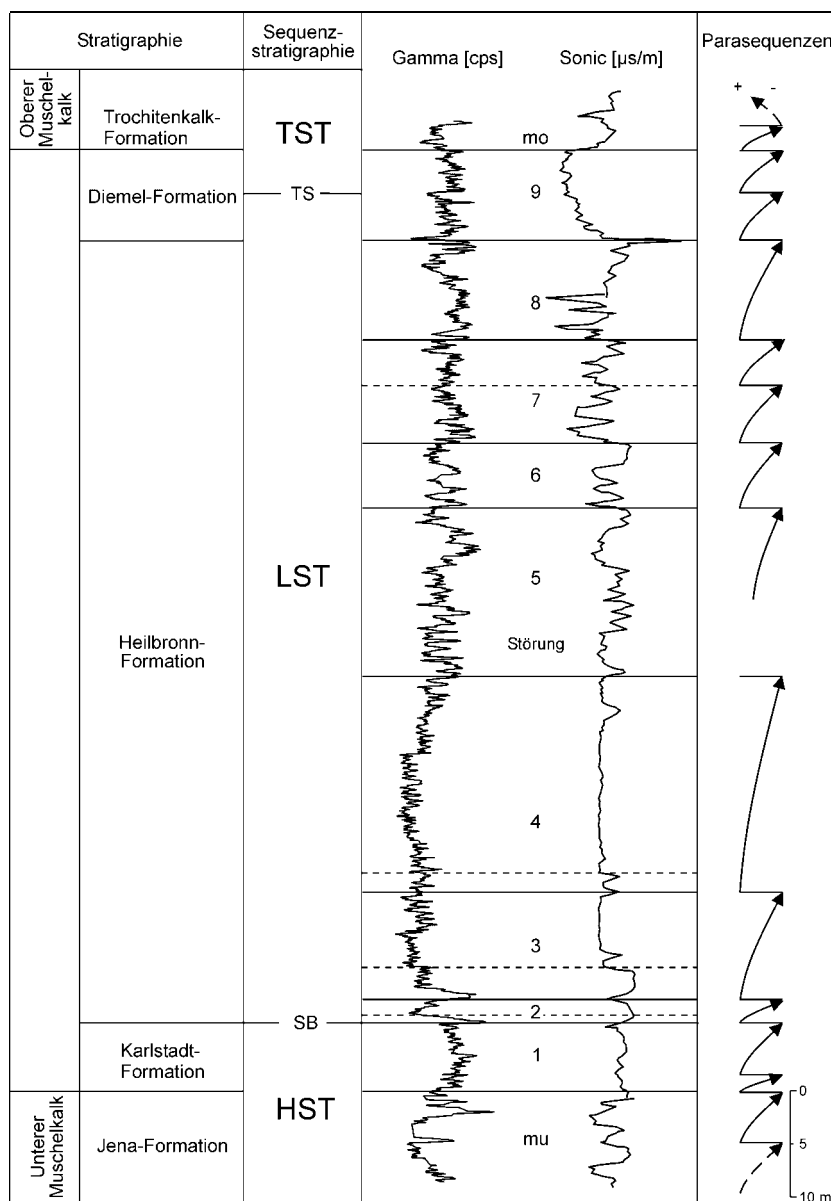 Stratigraphie
Sequenz-
stratigraphie
Gamma [cps]
Sonic [µs/m]
Parasequenzen
Oberer
Muschel-
kalk
Trochitenkalk-
Formation
TST
mo
+ -
Diemel-Formation
TS
9
8
7
6
LST
5
Störung
Heilbronn-
Formation
4
3
2
SB
Karlstadt-
Formation
1
HST
0
Unterer
Muschelkalk
Jena-Formation
mu
5
10 m